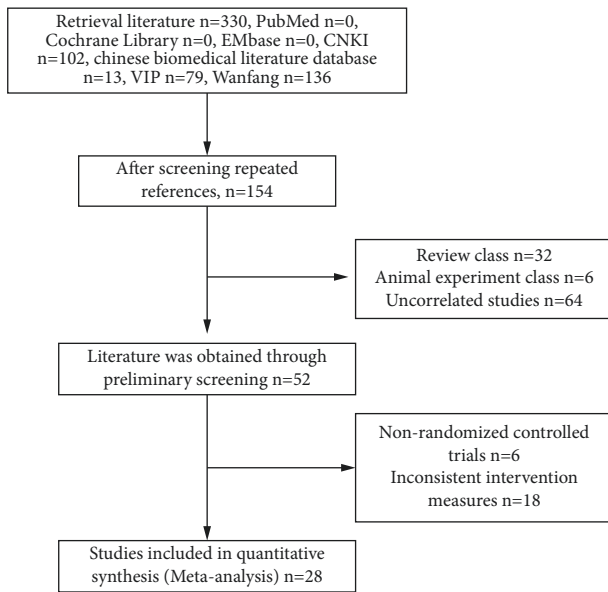 Retrieval literature n=330, PubMed n=0,
Cochrane Library n=0, EMbase n=0, CNKI
n=102, chinese biomedical literature database
n=13, VIP n=79, Wanfang n=136
After screening repeated
references, n=154
Review class n=32
Animal experiment class n=6
Uncorrelated studies n=64
Literature was obtained through
preliminary screening n=52
Non-randomized controlled
trials n=6
Inconsistent intervention
measures n=18
Studies included in quantitative
synthesis (Meta-analysis) n=28